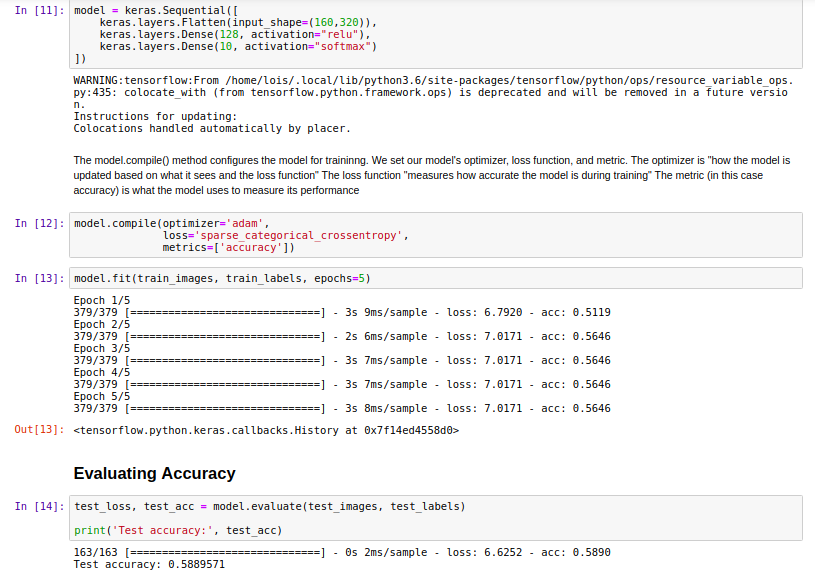 In [11]: model = keras.Sequential([
keras.layers.Flatten(input_shape=(160,320)),
keras.layers.Dense(128, activation="relu"),
keras.layers.Dense(10, activation="softmax")
])
WARNING:tensorflow:From /home/lois/.local/lib/python3.6/site-packages/tensorflow/python/ops/resource_variable_ops.
py:435: colocate_with (from tensorflow.python.framework.ops) is deprecated and will be removed in a future versio
n.
Instructions for updating:
Colocations handled automatically by placer.
The model.compile() method configures the model for traininng. We set our model's optimizer, loss function, and metric. The optimizer is "how the model is
updated based on what it sees and the loss function" The loss function "measures how accurate the model is during training" The metric (in this case
accuracy) is what the model uses to measure its performance
In [12]: model.compile(optimizer='adam',
loss='sparse_categorical_crossentropy',
metrics=['accuracy'])
In [13]: model.fit(train_images, train_labels, epochs=5)
Epoch 1/5
379/379 [==============================] - 3s 9ms/sample - loss: 6.7920 - acc: 0.5119
Epoch 2/5
379/379 [==============================] - 2s 6ms/sample - loss: 7.0171 - acc: 0.5646
Epoch 3/5
379/379 [==============================] - 3s 7ms/sample - loss: 7.0171 - acc: 0.5646
Epoch 4/5
379/379 [==============================] - 3s 7ms/sample - loss: 7.0171 - acc: 0.5646
Epoch 5/5
379/379 [==============================] - 3s 8ms/sample - loss: 7.0171 - acc: 0.5646
Out[13]: <tensorflow.python.keras.callbacks.History at 0x7f14ed4558d0>
Evaluating Accuracy
In [14]: test_loss, test_acc = model.evaluate(test_images, test_labels)
print('Test accuracy:', test_acc)
163/163 [==============================] - 0s 2ms/sample - loss: 6.6252 - acc: 0.5890
Test accuracy: 0.5889571